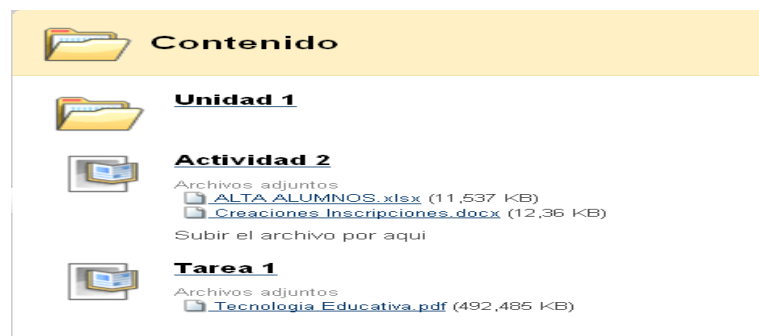 Contenido
Unidad 1
Actividad 2
Archivos adjuntos
ALTA ALUMNOS.xlsx (11,537 KB)
Creaciones Inscripciones.docx (12,36 KB)
Subir el archivo por aqui
Tarea 1
Archivos adjuntos
Tecnologia Educativa.pdf (492,485 KB)